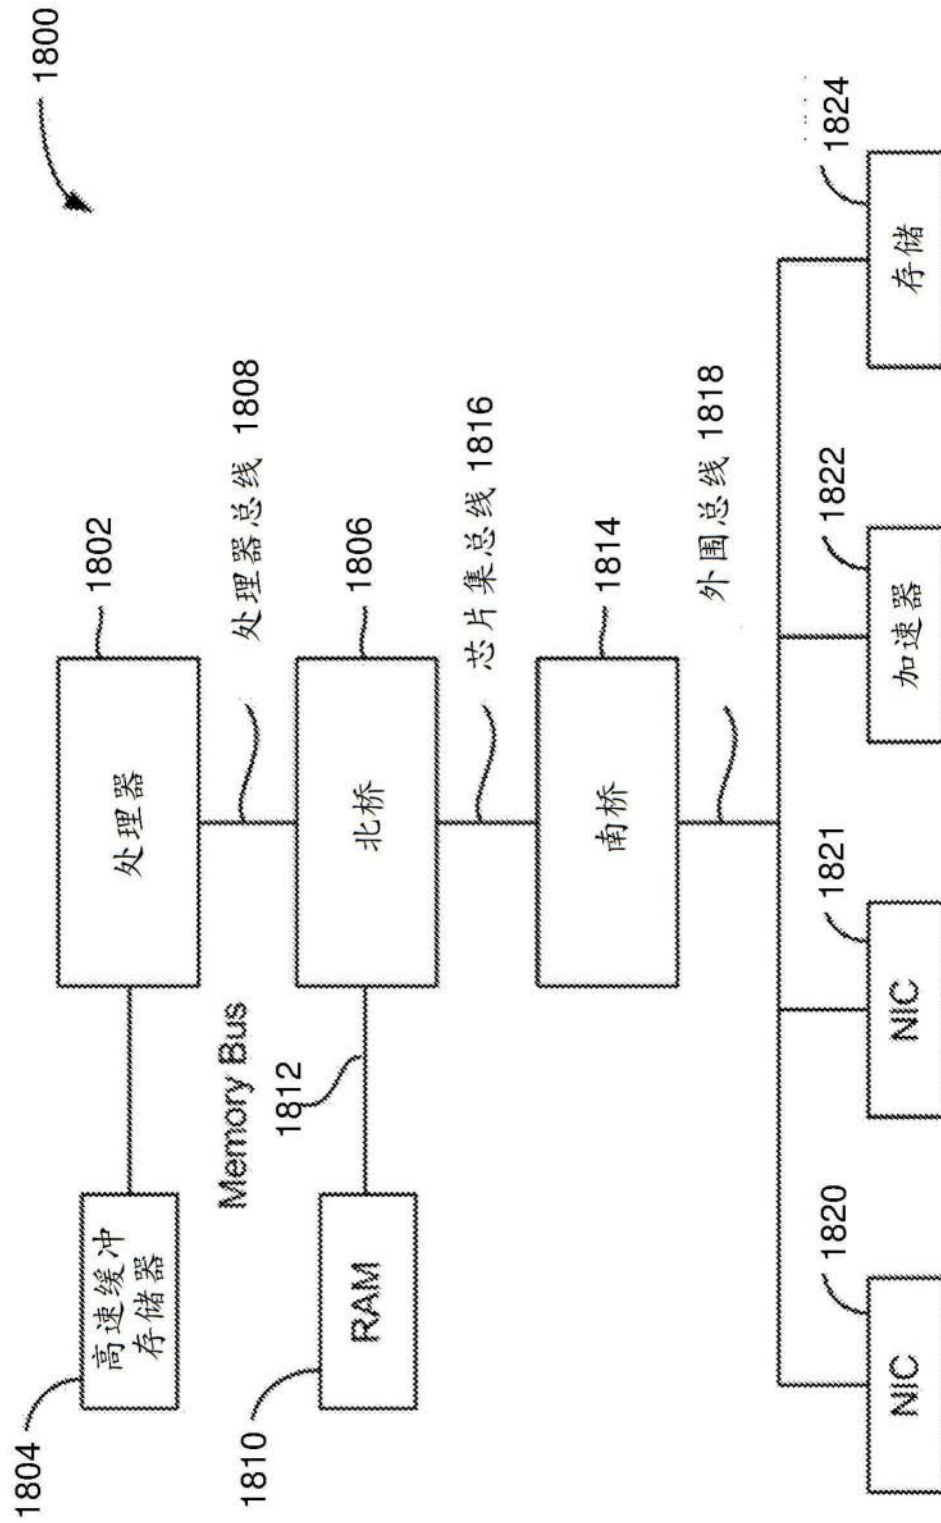 1800
1804
高速缓冲
存储器
处理器
1802
Memory Bus
1812
处理器总线 1808
1810
RAM
北桥
1806
芯片集总线 1816
南桥
1814
外围总线 1818
1820
NIC
1821
NIC
1822
加速器
1824
存储